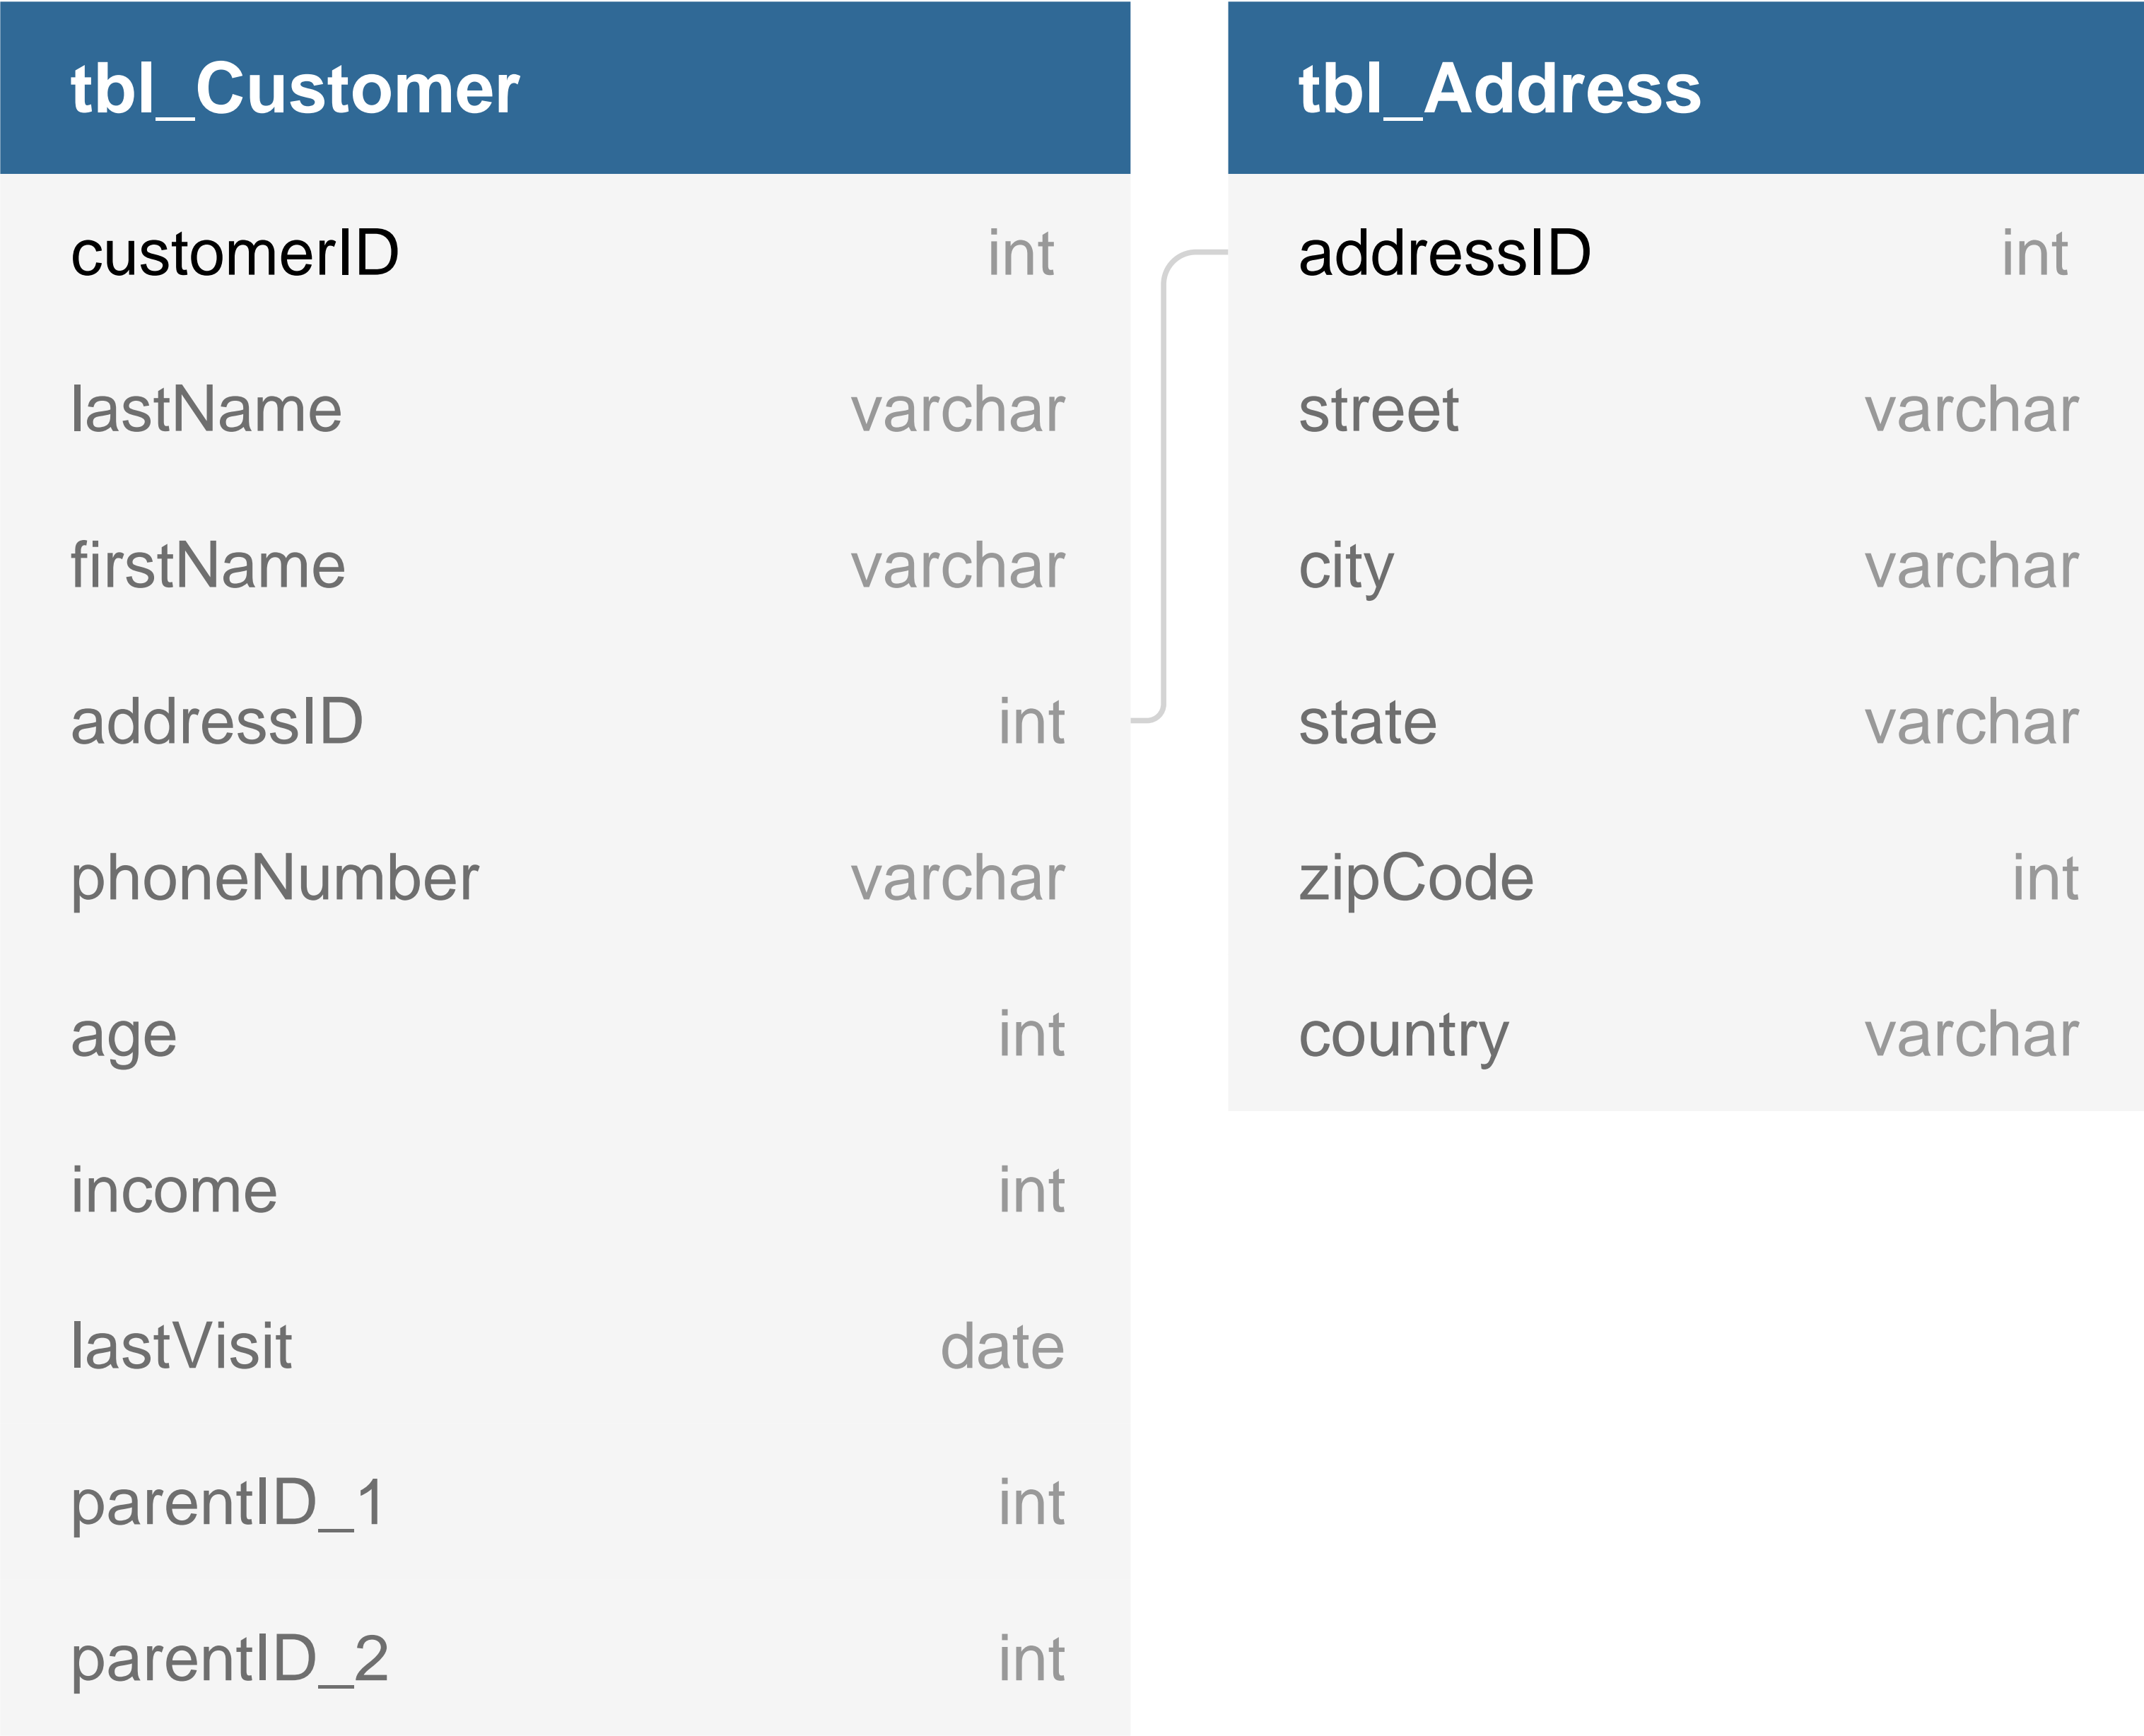 tbl_Customer
customerID int
lastName varchar
firstName varchar
addressID int
phoneNumber varchar
age int
income int
lastVisit date
parentID_1 int
parentID_2 int
tbl_Address
addressID int
street varchar
city varchar
state varchar
zipCode int
country varchar